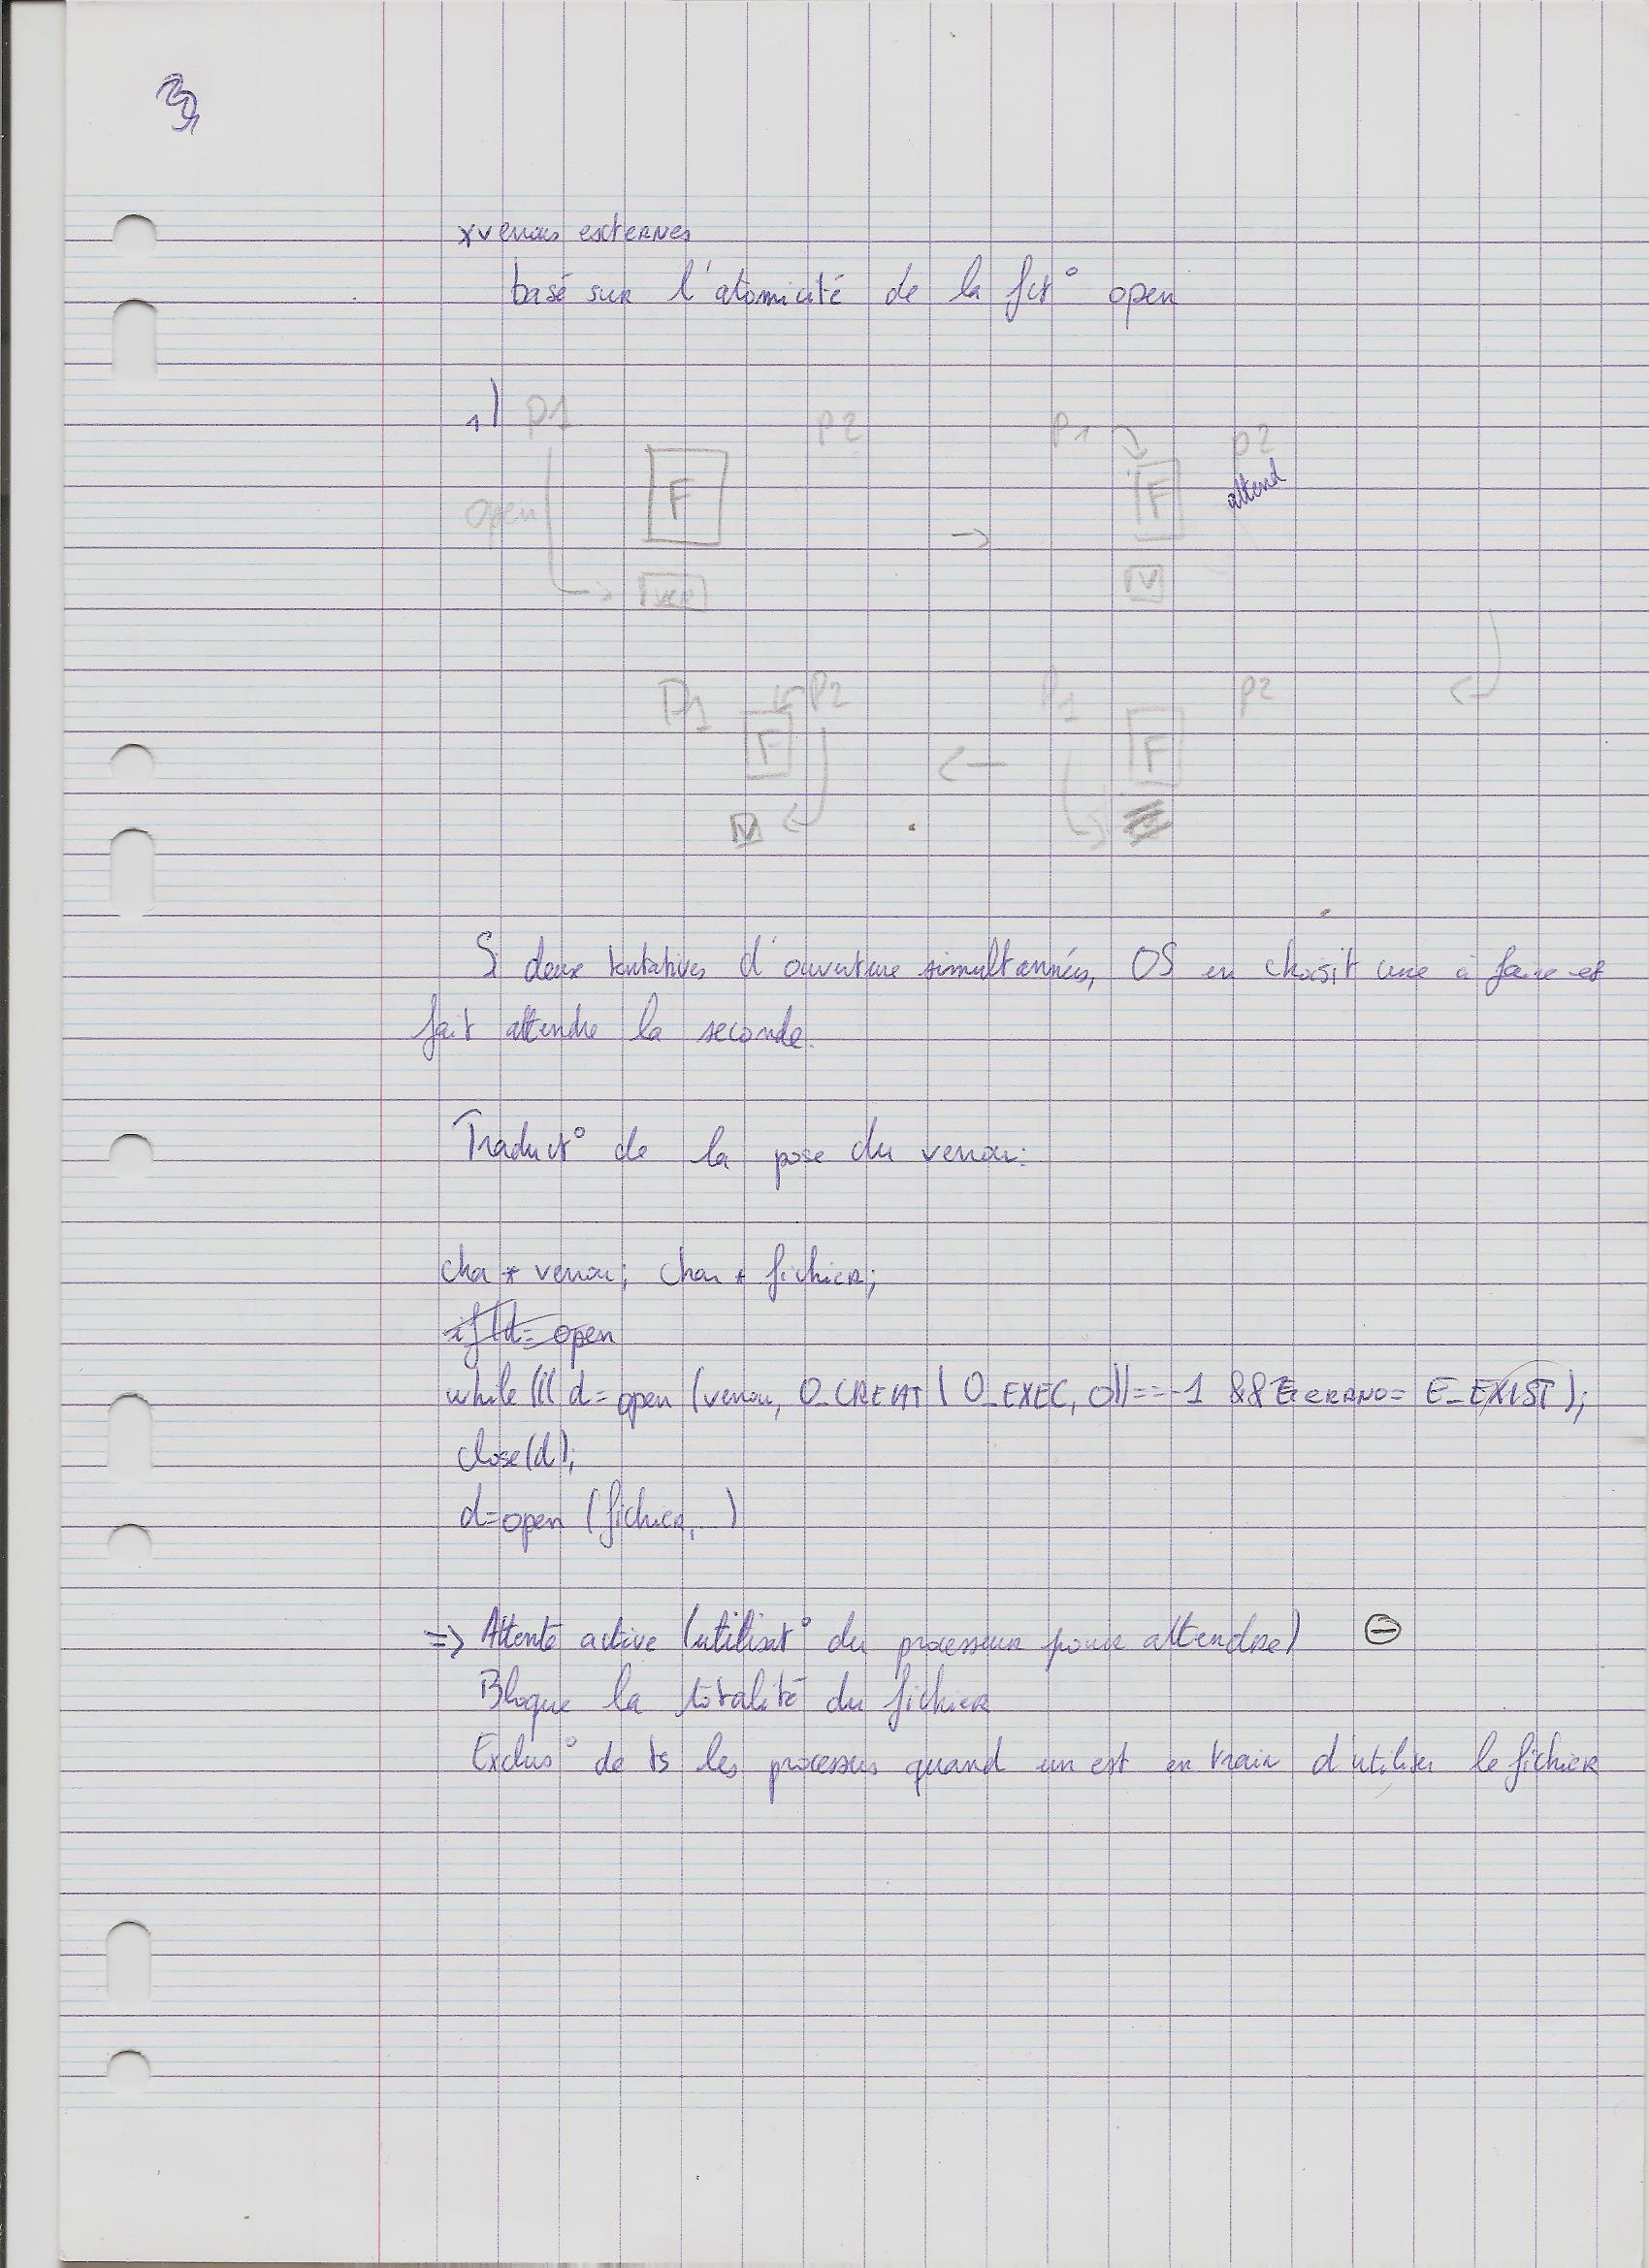 3)
* verrous externes
basé sur l'atomicité de la fct° open
1) P1 P2 P1 P2
attend
F F
open →
→ ver V
P1 P2 P1 P2
F ← F
V
Si deux tentatives d'ouverture simultannées, OS en choisit une à faire et
fait attendre la seconde.
Traduct° de la pose du verrou:
cha * verrou; char * fichier;
if (d= open
while ((( d= open (verrou, O_CREAT | O_EXEC, 0)) == -1 && ERRNO= E_EXIST);
close(d);
d=open (fichier, )
=> Attente active (utilisat° du processeur pour attendre) ⊖
Bloque la totalité du fichier
Exclus° de ts les processus quand un est en train d'utiliser le fichier